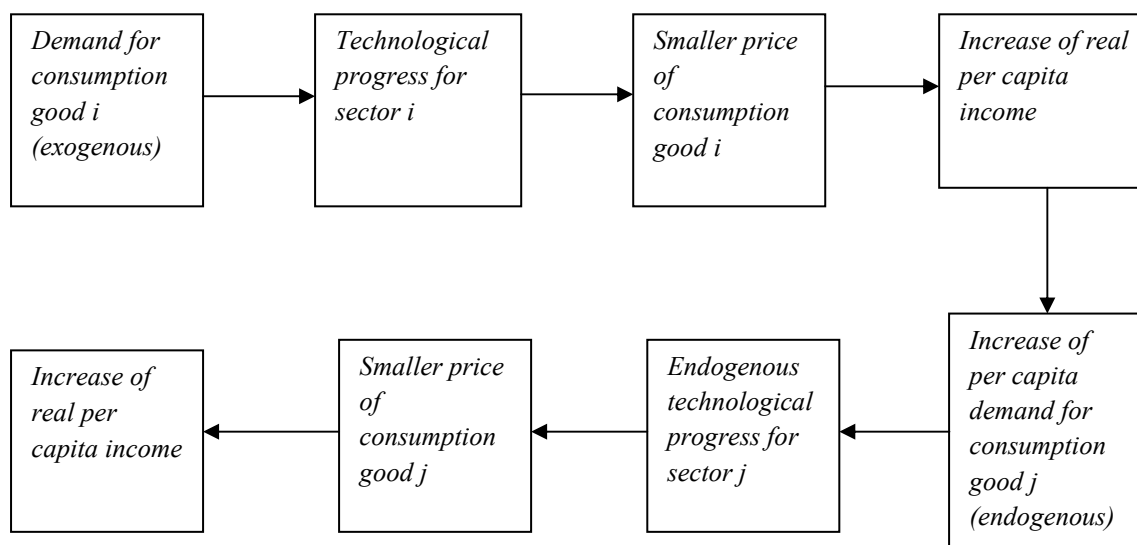 Demand for
consumption
good i
(exogenous)
Technological
progress for
sector i
Smaller price
of
consumption
good i
Increase of real
per capita
income
Increase of
per capita
demand for
consumption
good j
(endogenous)
Endogenous
technological
progress for
sector j
Smaller price
of
consumption
good j
Increase of
real per
capita income